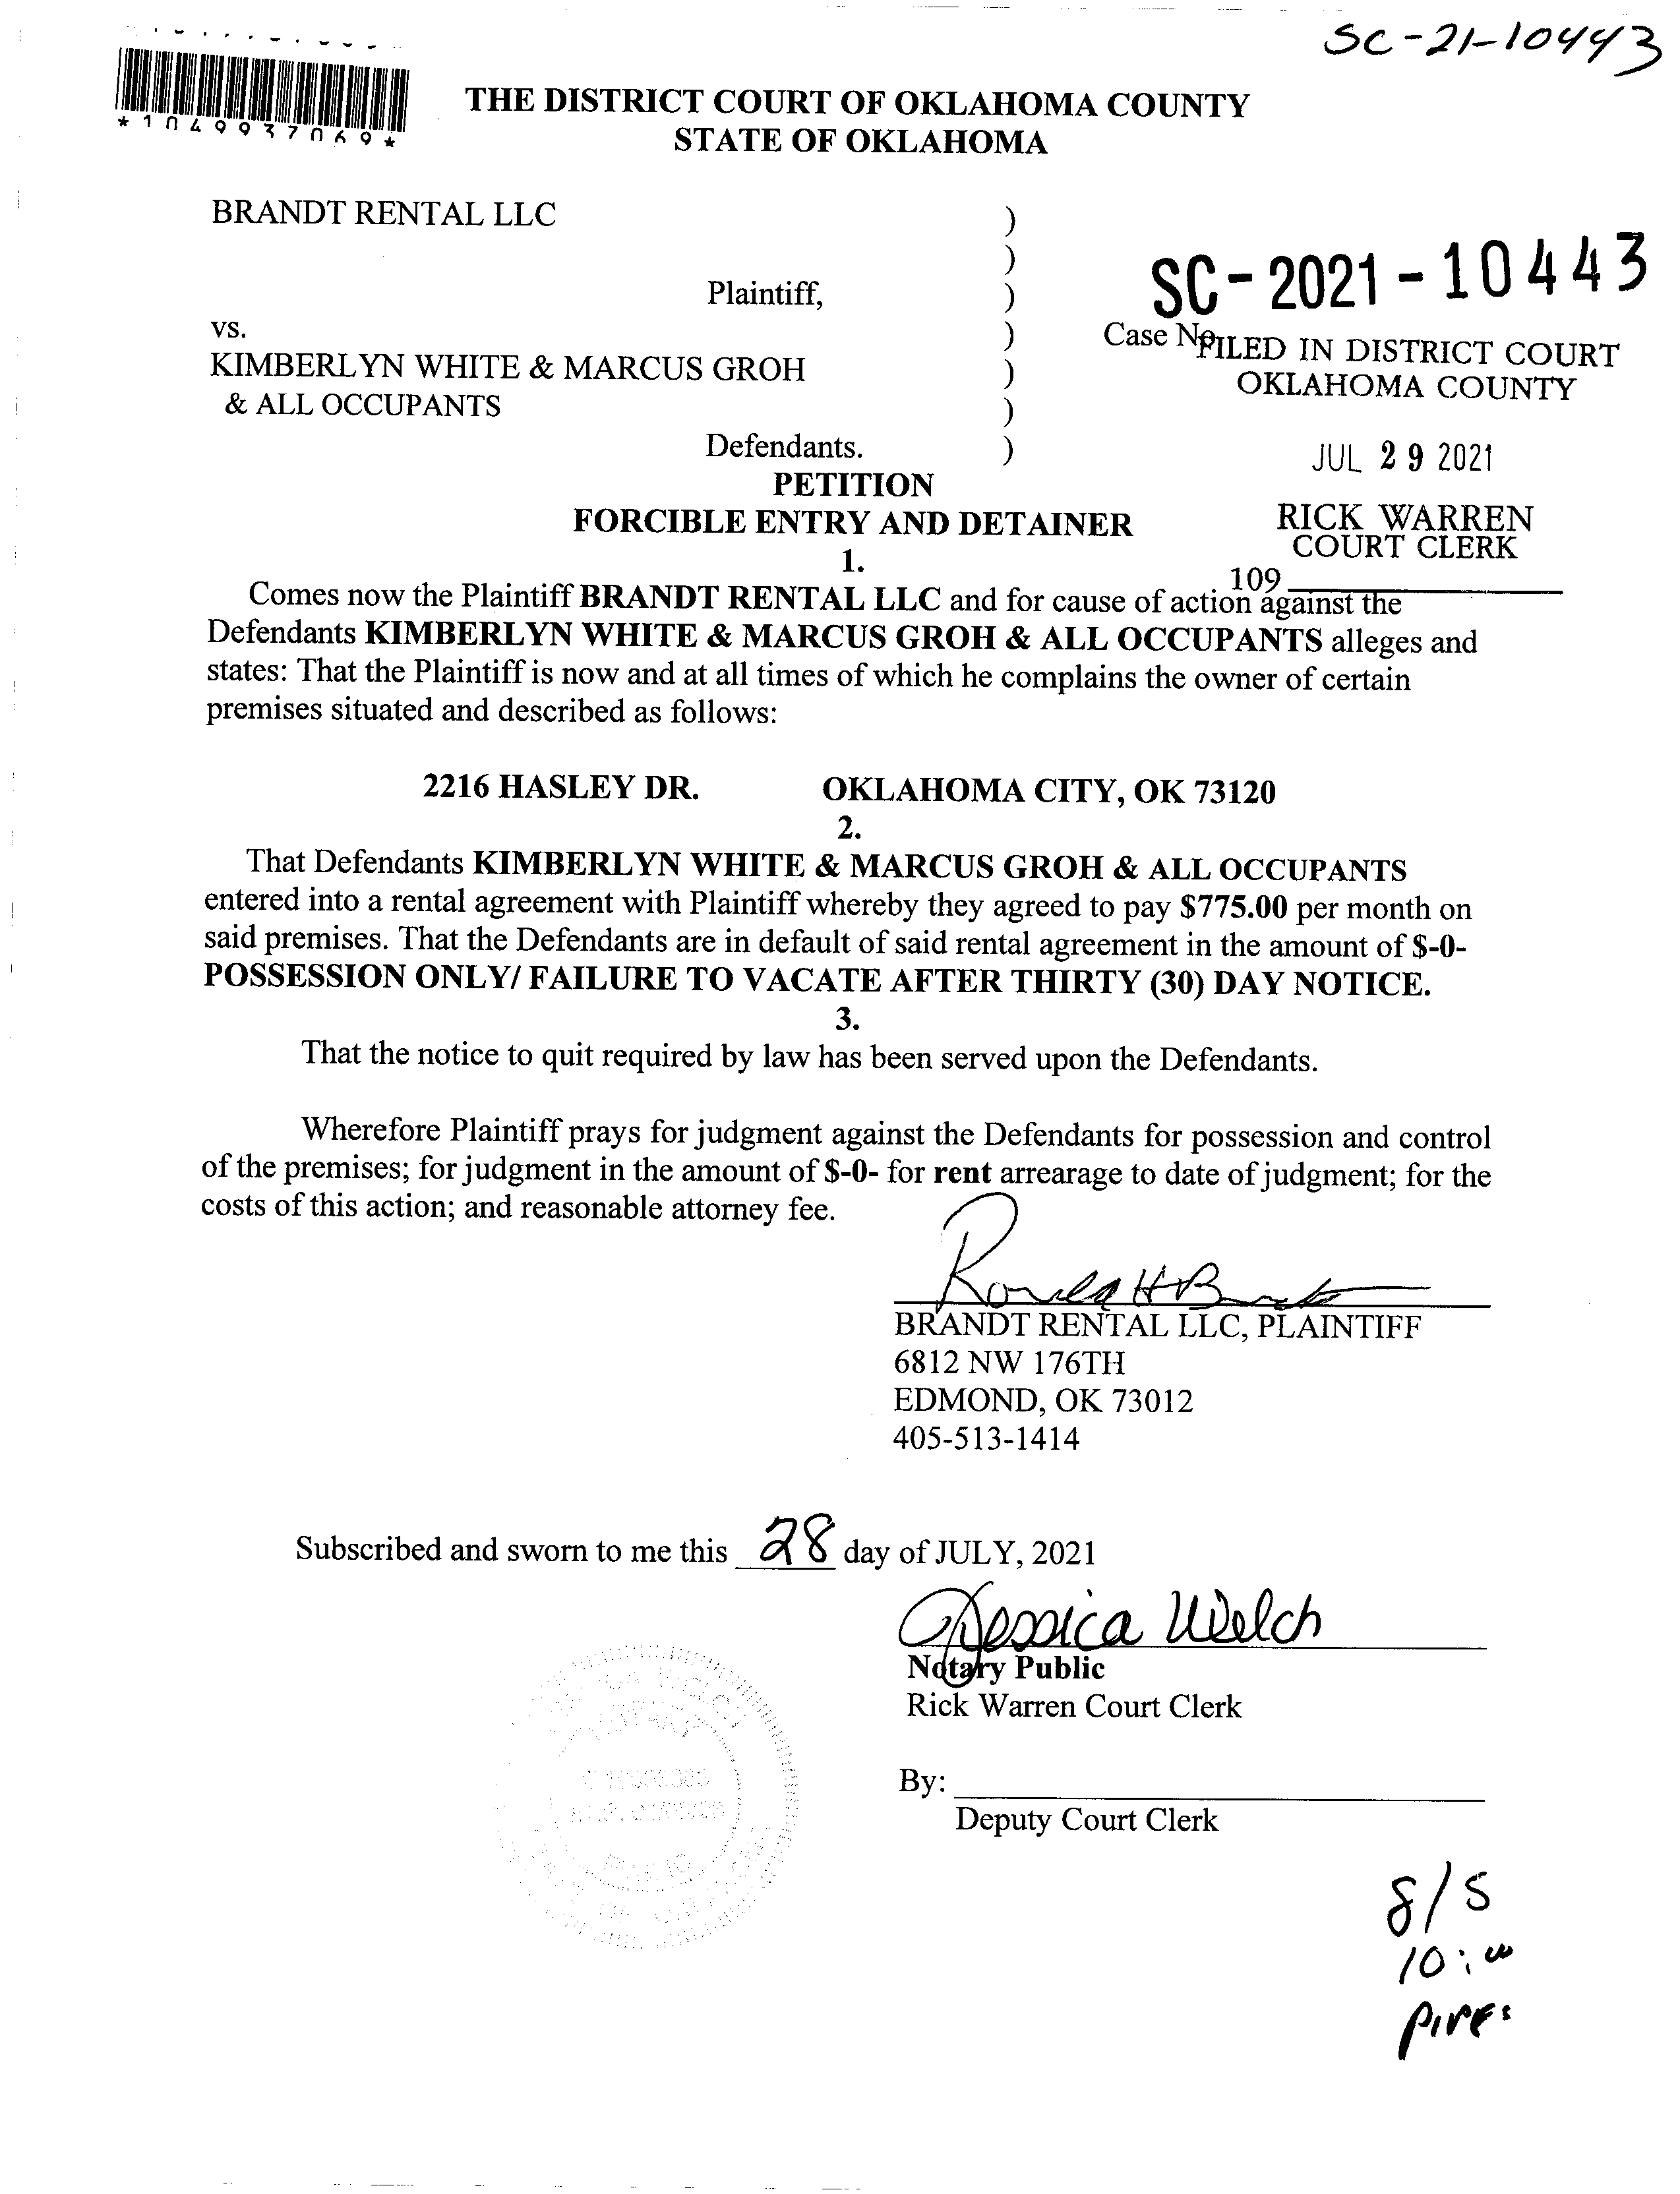 SC-21-10443
*1049937069*
THE DISTRICT COURT OF OKLAHOMA COUNTY
STATE OF OKLAHOMA
BRANDT RENTAL LLC )
)
Plaintiff, )
SC-2021-10443
vs. )
Case No.
FILED IN DISTRICT COURT
KIMBERLYN WHITE & MARCUS GROH )
OKLAHOMA COUNTY
& ALL OCCUPANTS )
Defendants. )
JUL 29 2021
PETITION
FORCIBLE ENTRY AND DETAINER
RICK WARREN
COURT CLERK
1.
109
Comes now the Plaintiff BRANDT RENTAL LLC and for cause of action against the
Defendants KIMBERLYN WHITE & MARCUS GROH & ALL OCCUPANTS alleges and
states: That the Plaintiff is now and at all times of which he complains the owner of certain
premises situated and described as follows:
2216 HASLEY DR. OKLAHOMA CITY, OK 73120
2.
That Defendants KIMBERLYN WHITE & MARCUS GROH & ALL OCCUPANTS
entered into a rental agreement with Plaintiff whereby they agreed to pay $775.00 per month on
said premises. That the Defendants are in default of said rental agreement in the amount of $-0-
POSSESSION ONLY/ FAILURE TO VACATE AFTER THIRTY (30) DAY NOTICE.
3.
That the notice to quit required by law has been served upon the Defendants.
Wherefore Plaintiff prays for judgment against the Defendants for possession and control
of the premises; for judgment in the amount of $-0- for rent arrearage to date of judgment; for the
costs of this action; and reasonable attorney fee.
BRANDT RENTAL LLC, PLAINTIFF
6812 NW 176TH
EDMOND, OK 73012
405-513-1414
Subscribed and sworn to me this 28 day of JULY, 2021
Jessica Welch
Notary Public
Rick Warren Court Clerk
By:
Deputy Court Clerk
8/5